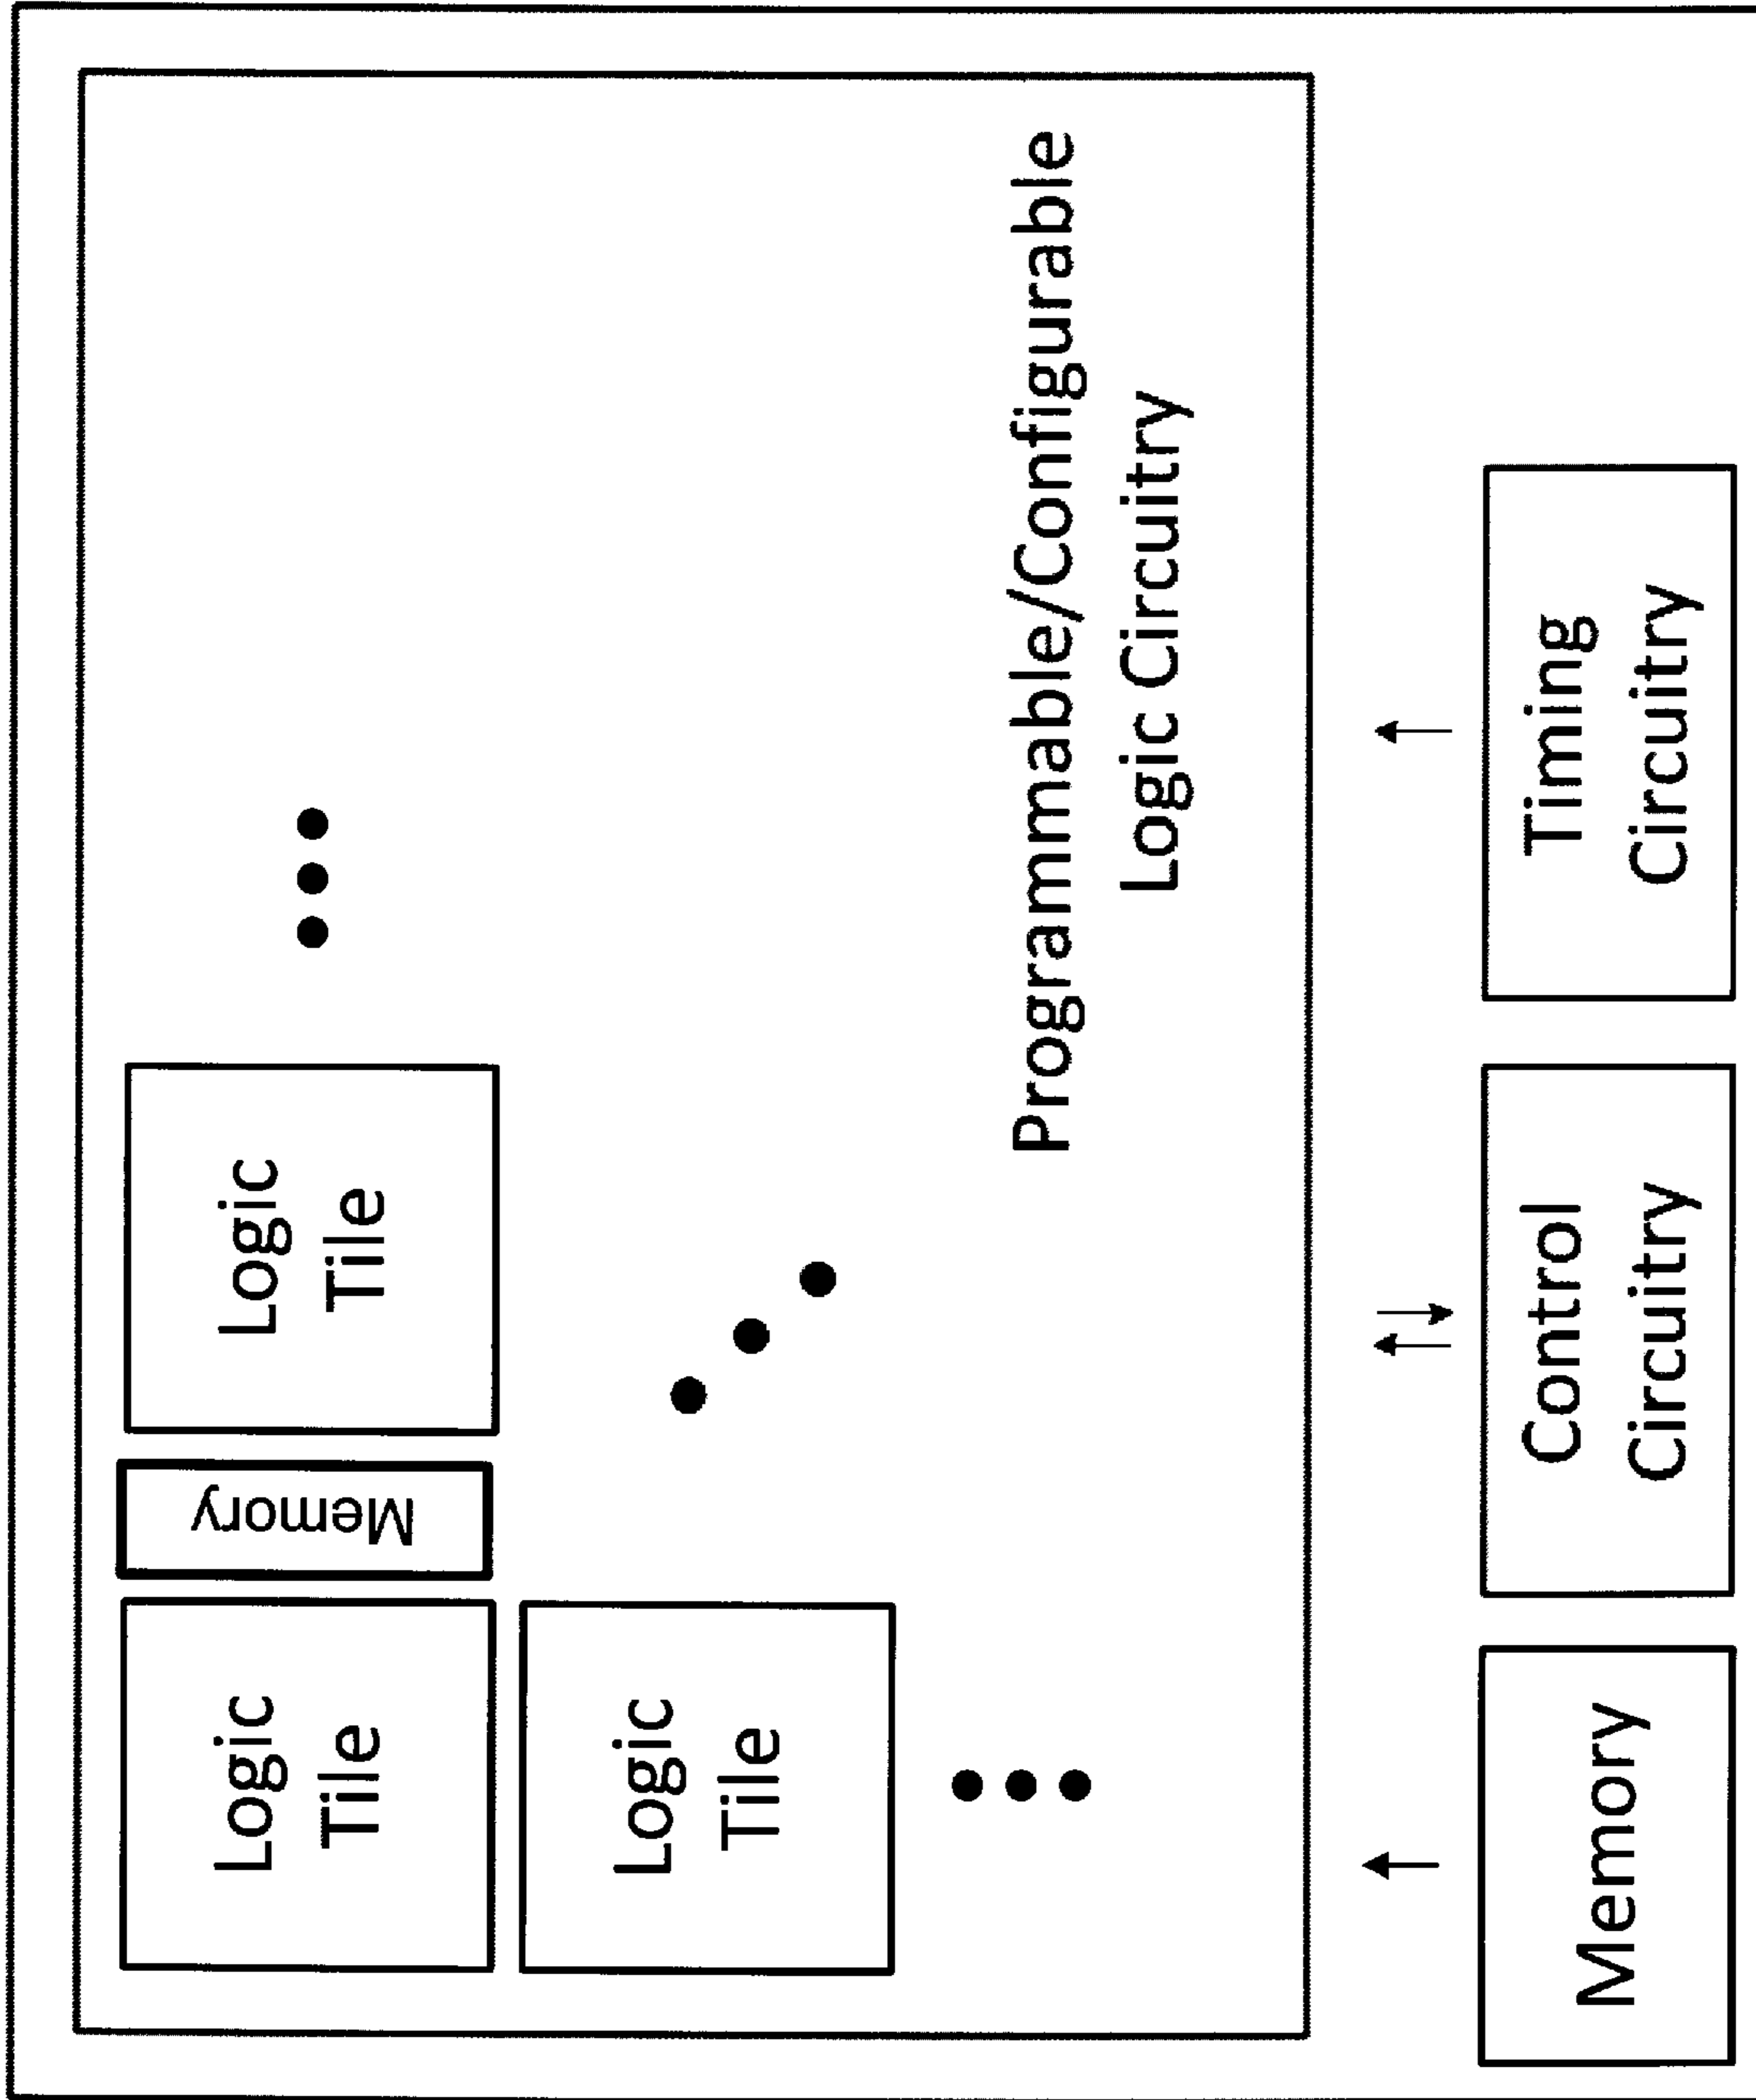 Logic
Tile
Memory
Logic
Tile
Logic
Tile
Programmable/Configurable
Logic Circuitry
Memory
Control
Circuitry
Timing
Circuitry